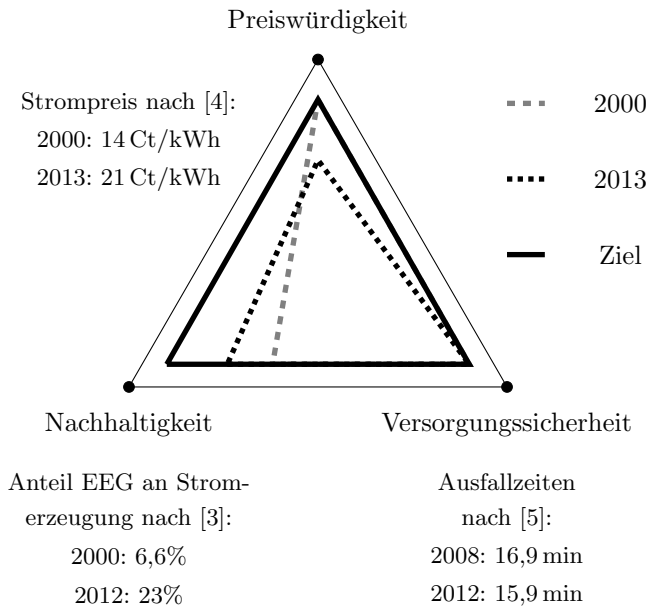 Preiswürdigkeit
Strompreis nach [4]:
2000: 14 Ct/kWh
2013: 21 Ct/kWh
2000
2013
Ziel
Nachhaltigkeit
Versorgungssicherheit
Anteil EEG an Strom-
erzeugung nach [3]:
2000: 6,6%
2012: 23%
Ausfallzeiten
nach [5]:
2008: 16,9 min
2012: 15,9 min